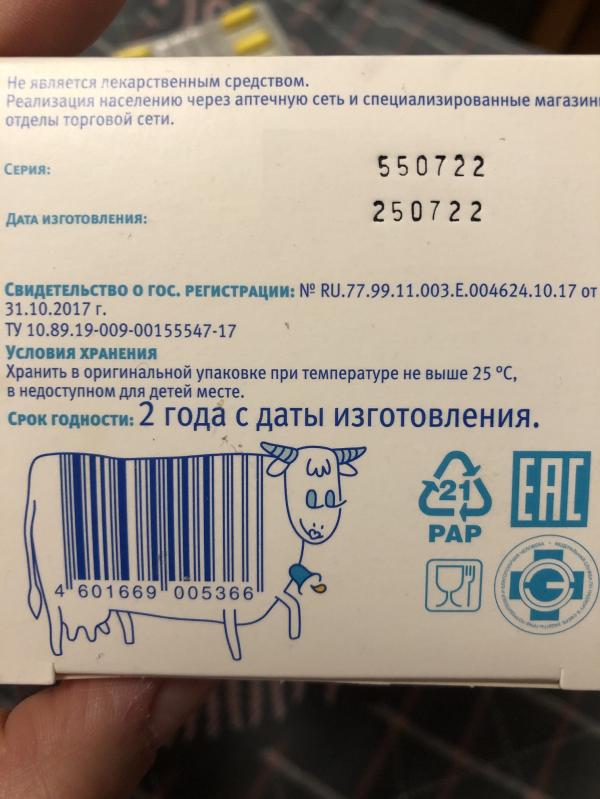 Не является лекарственным средством.
Реализация населению через аптечную сеть и специализированные
отделы торговой сети.
Серия: 550722
Дата изготовления: 250722
Свидетельство о гос. регистрации: № RU.77.99.11.003.Е.004624.10.17 от
31.10.2017 г.
ТУ 10.89.19-009-00155547-17
Условия хранения
Хранить в оригинальной упаковке при температуре не выше 25 °С,
в недоступном для детей месте.
Срок годности: 2 года с даты изготовления.
21
PAP
EAC
4 601669 005366